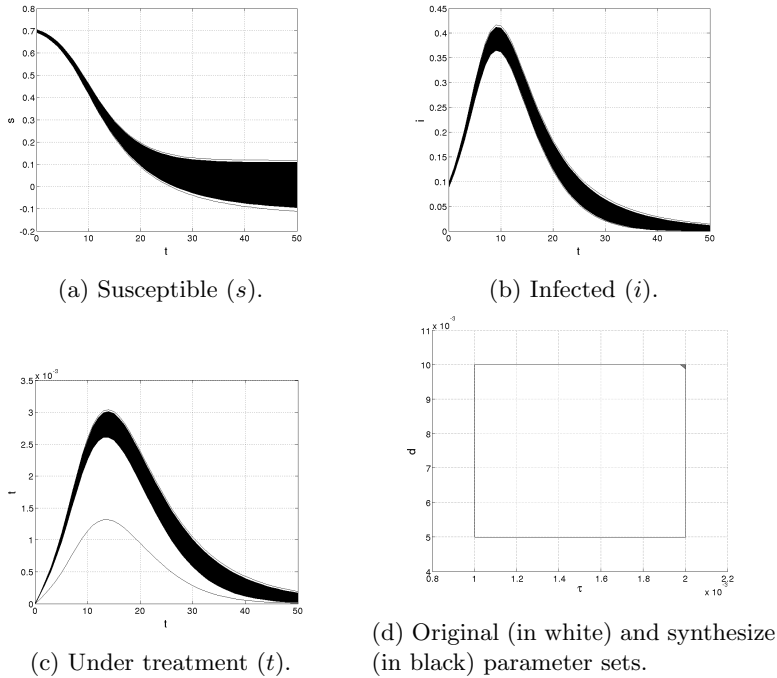 0.8
0.7
0.6
0.5
0.4
0.3
0.2
0.1
0
-0.1
-0.2
s
0 10 20 30 40 50
t
(a) Susceptible (s).
0.45
0.4
0.35
0.3
0.25
0.2
0.15
0.1
0.05
0
i
0 10 20 30 40 50
t
(b) Infected (i).
x 10⁻³
3.5
3
2.5
2
1.5
1
0.5
0
t
0 10 20 30 40 50
t
(c) Under treatment (t).
x 10⁻³
11
10
9
8
7
6
5
4
d
0.8 1 1.2 1.4 1.6 1.8 2 2.2
τ
x 10⁻³
(d) Original (in white) and synthesize
(in black) parameter sets.